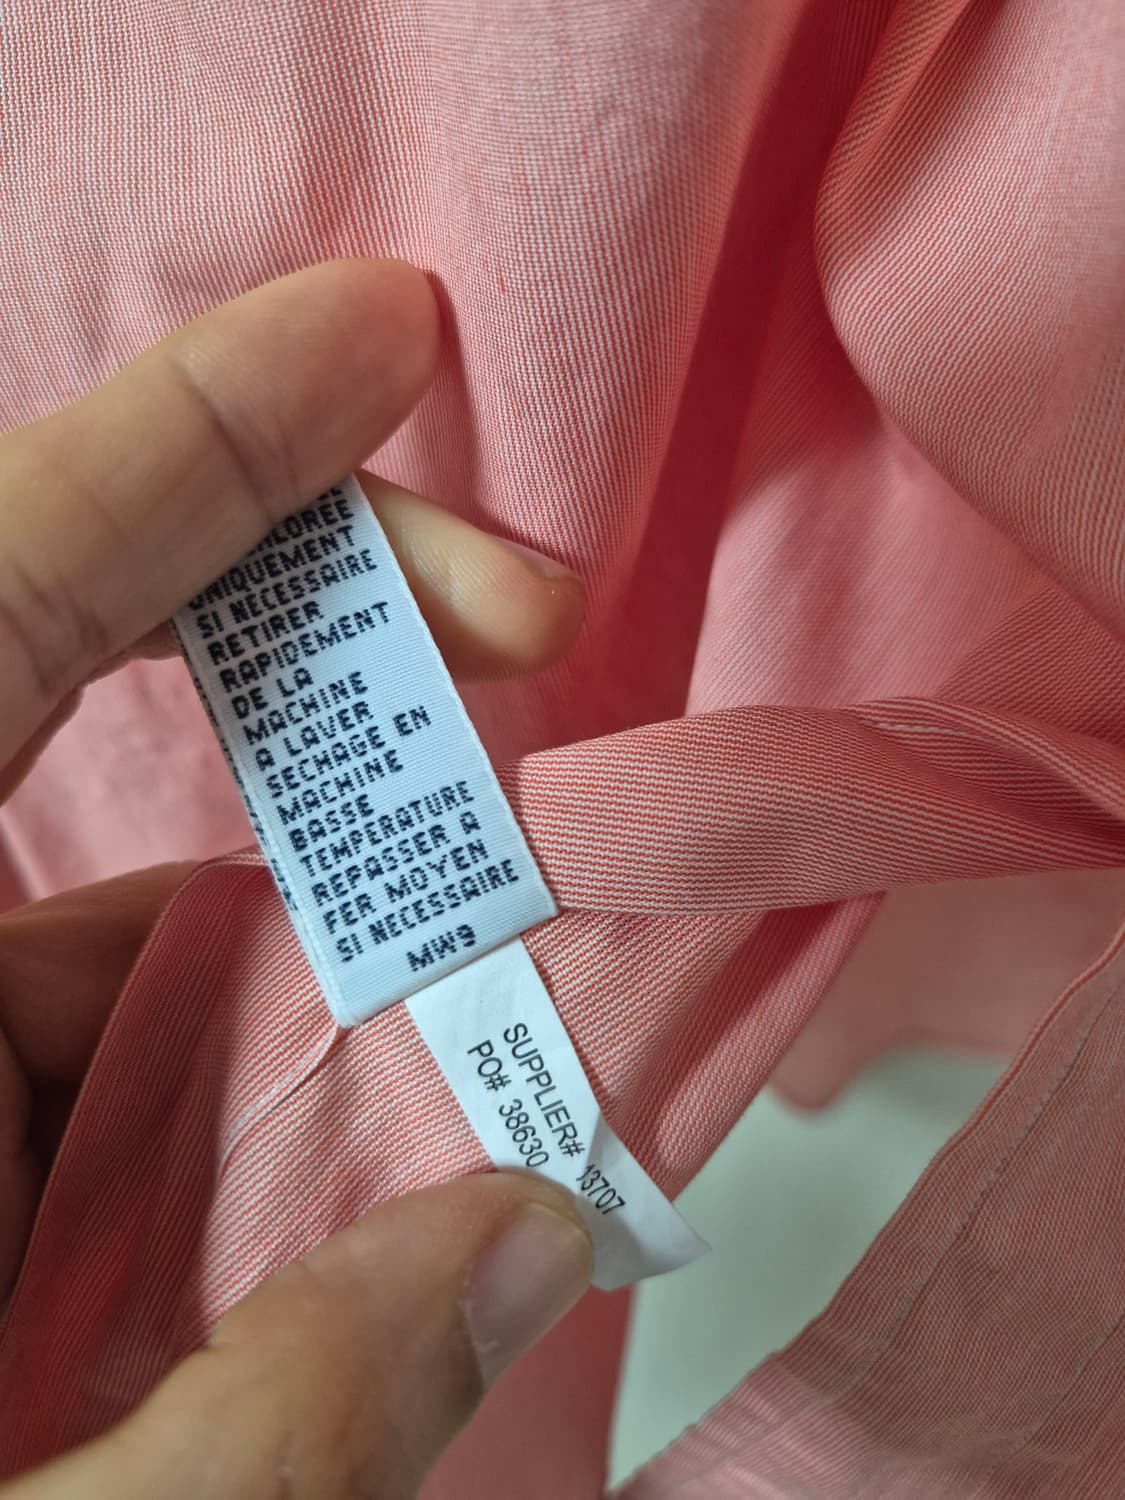 UNIQUEMENT
SI NECESSAIRE
RETIRER
RAPIDEMENT
DE LA
MACHINE
A LAVER
SECHAGE EN
MACHINE
BASSE
TEMPERATURE
REPASSER A
FER MOYEN
SI NECESSAIRE
MW9
SUPPLIER# 13707
PO# 38630